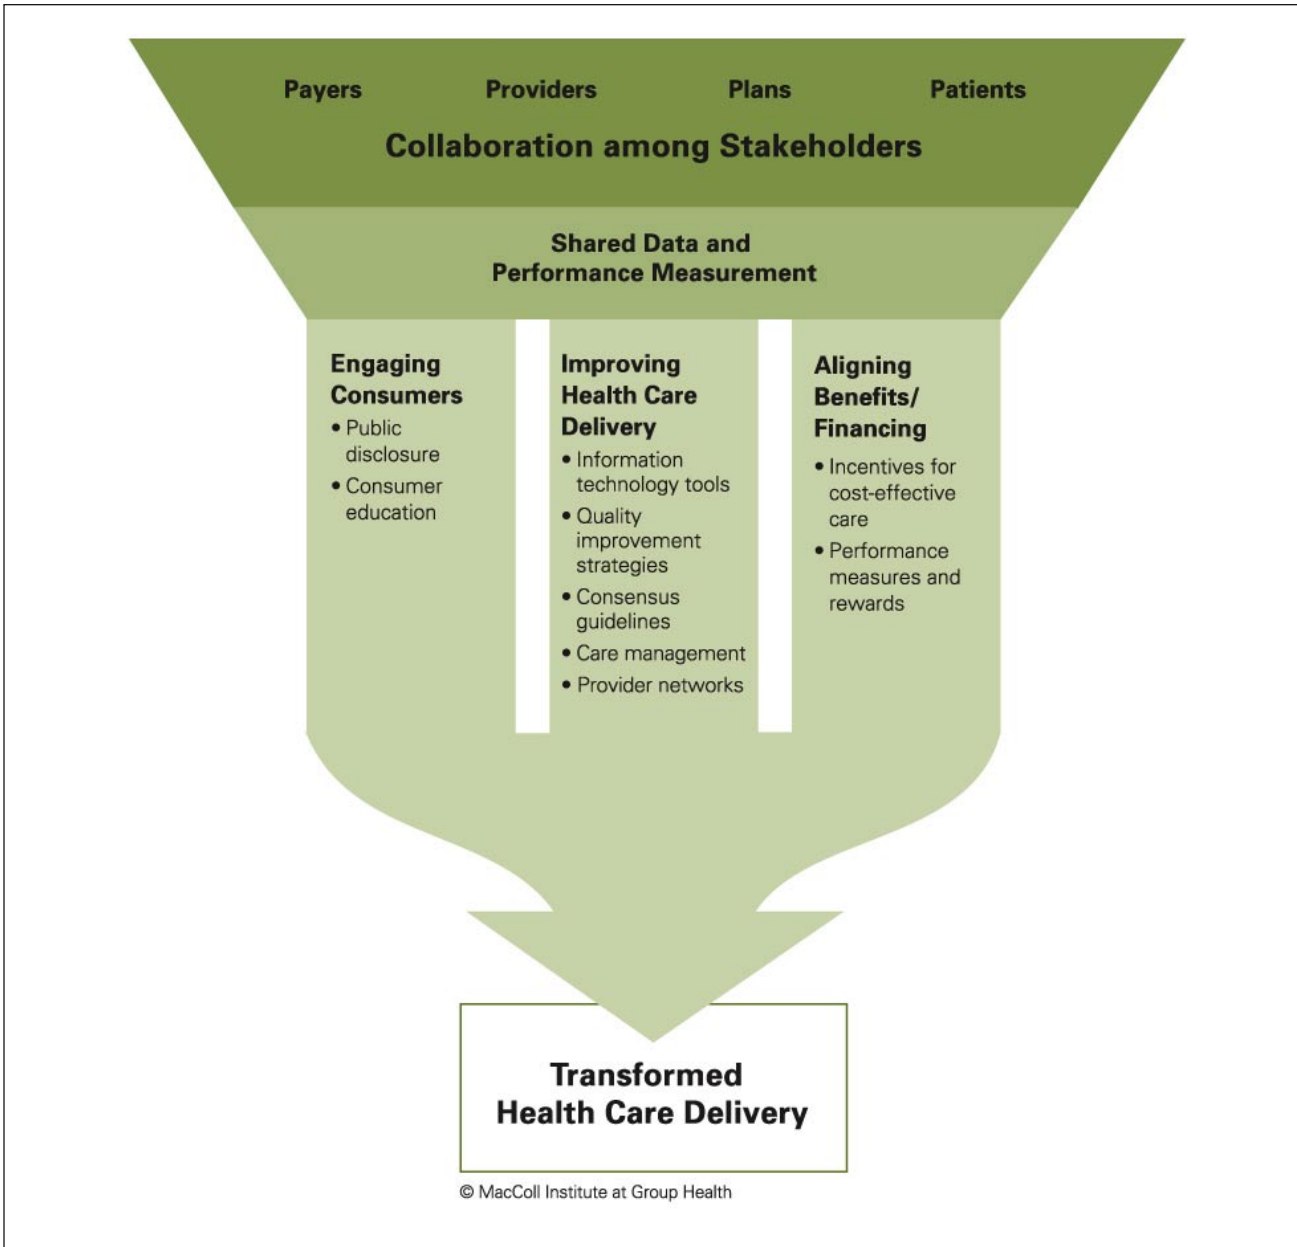 Payers Providers Plans Patients
Collaboration among Stakeholders
Shared Data and
Performance Measurement
Engaging
Consumers
• Public
disclosure
• Consumer
education
Improving
Health Care
Delivery
• Information
technology tools
• Quality
improvement
strategies
• Consensus
guidelines
• Care management
• Provider networks
Aligning
Benefits/
Financing
• Incentives for
cost-effective
care
• Performance
measures and
rewards
Transformed
Health Care Delivery
© MacColl Institute at Group Health